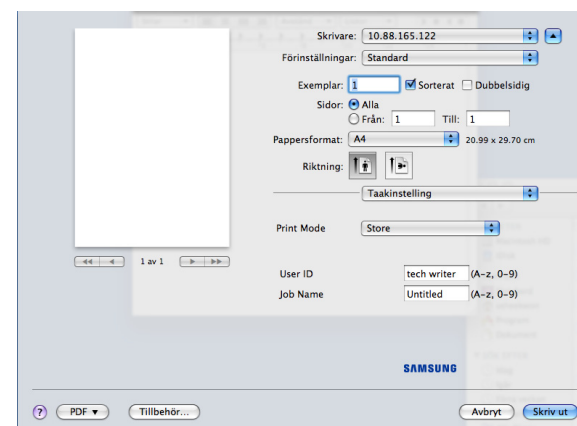 Skrivare: 10.88.165.122
Förinställningar: Standard
Exemplar: 1 Sorterat Dubbelsidig
Sidor: Alla
Från: 1 Till: 1
Pappersformat: A4 20.99 x 29.70 cm
Riktning:
Taakinstelling
Print Mode Store
1 av 1
User ID tech writer (A-z, 0-9)
Job Name Untitled (A-z, 0-9)
SAMSUNG
? PDF Tillbehör... Avbryt Skriv ut